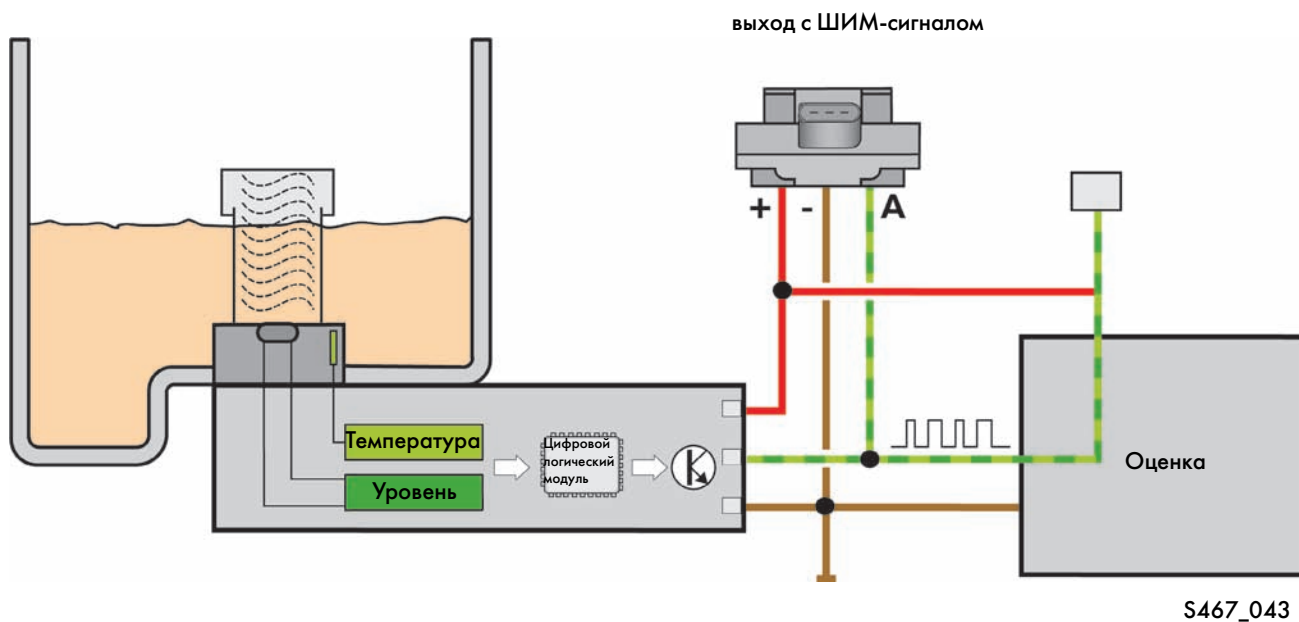 выход с ШИМ-сигналом
+ - A
Температура
Уровень
Цифровой
логический
модуль
Оценка
S467_043